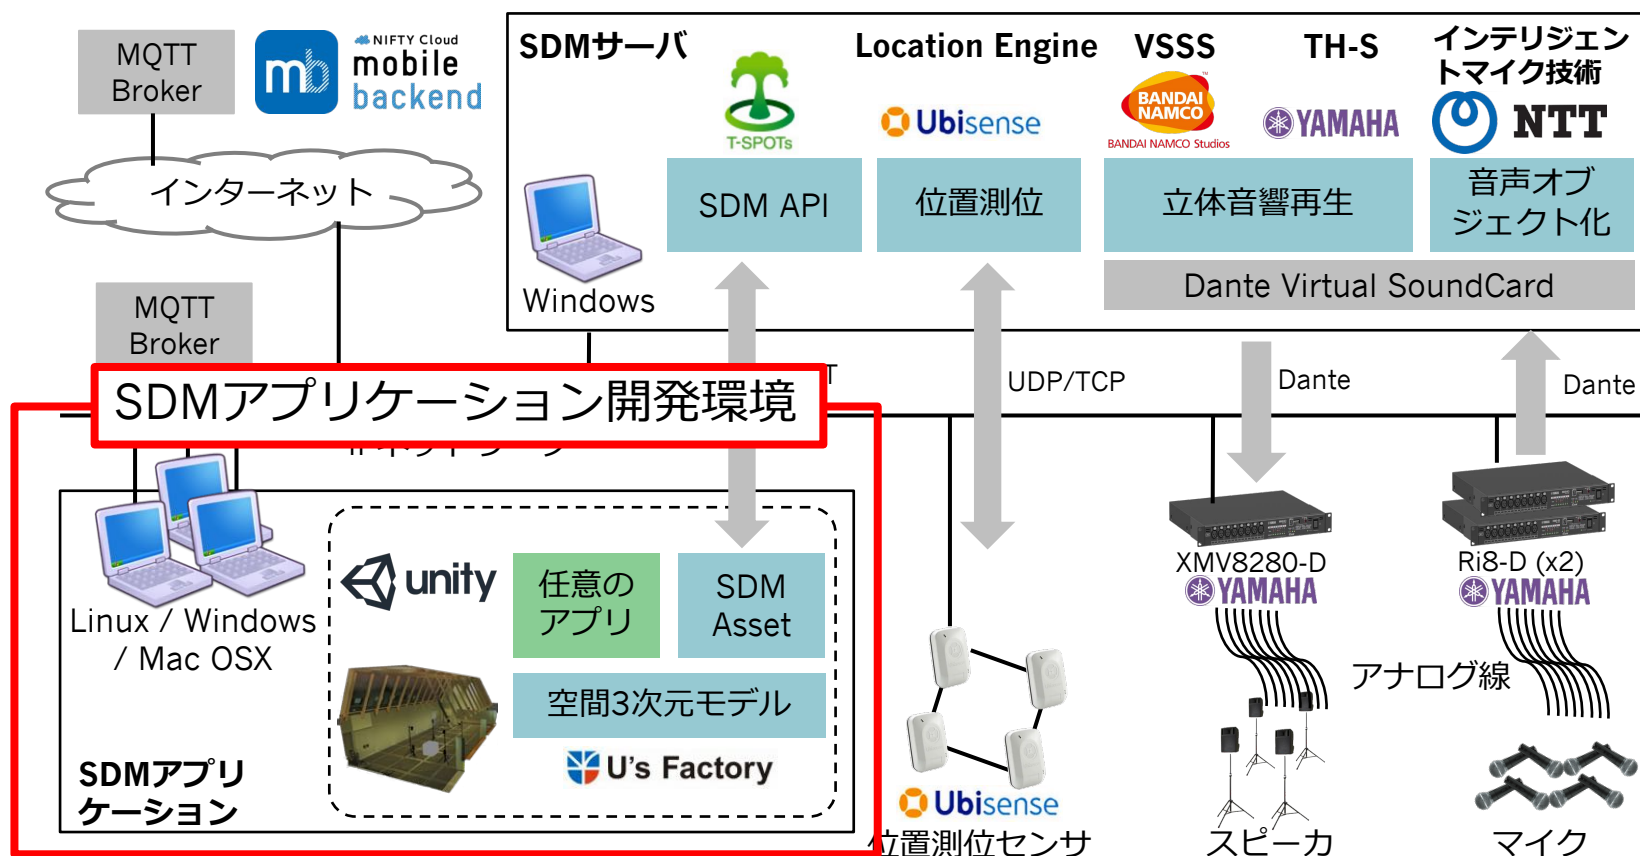 MQTT
Broker
mb
NIFTY Cloud
mobile
backend
インターネット
MQTT
Broker
SDMサーバ
T-SPOTs
SDM API
Windows
Location Engine
Ubisense
位置測位
VSSS
BANDAI
NAMCO
BANDAI NAMCO Studios
TH-S
YAMAHA
立体音響再生
インテリジェン
トマイク技術
NTT
音声オブ
ジェクト化
Dante Virtual SoundCard
T
UDP/TCP
Dante
Dante
SDMアプリケーション開発環境
Linux / Windows
/ Mac OSX
SDMアプリ
ケーション
unity
任意の
アプリ
SDM
Asset
空間3次元モデル
U's Factory
Ubisense
位置測位センサ
XMV8280-D
YAMAHA
スピーカ
Ri8-D (x2)
YAMAHA
アナログ線
マイク